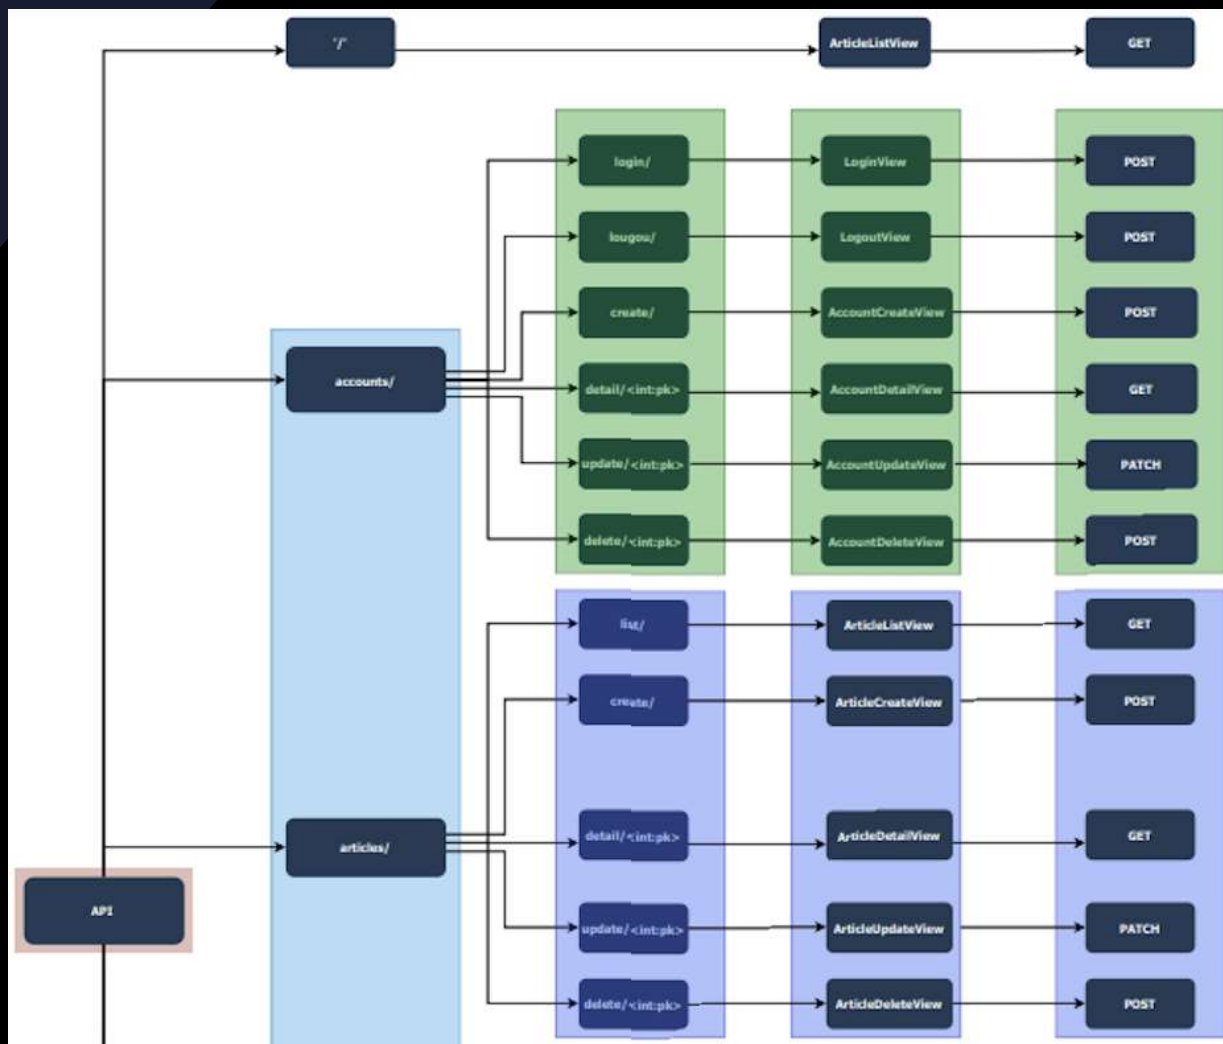 "/"
ArticleListView
GET
login/
LoginView
POST
lougou/
LogoutView
POST
create/
AccountCreateView
POST
accounts/
detail/<int:pk>
AccountDetailView
GET
update/<int:pk>
AccountUpdateView
PATCH
delete/<int:pk>
AccountDeleteView
POST
list/
ArticleListView
GET
create/
ArticleCreateView
POST
articles/
detail/<int:pk>
ArticleDetailView
GET
API
update/<int:pk>
ArticleUpdateView
PATCH
delete/<int:pk>
ArticleDeleteView
POST